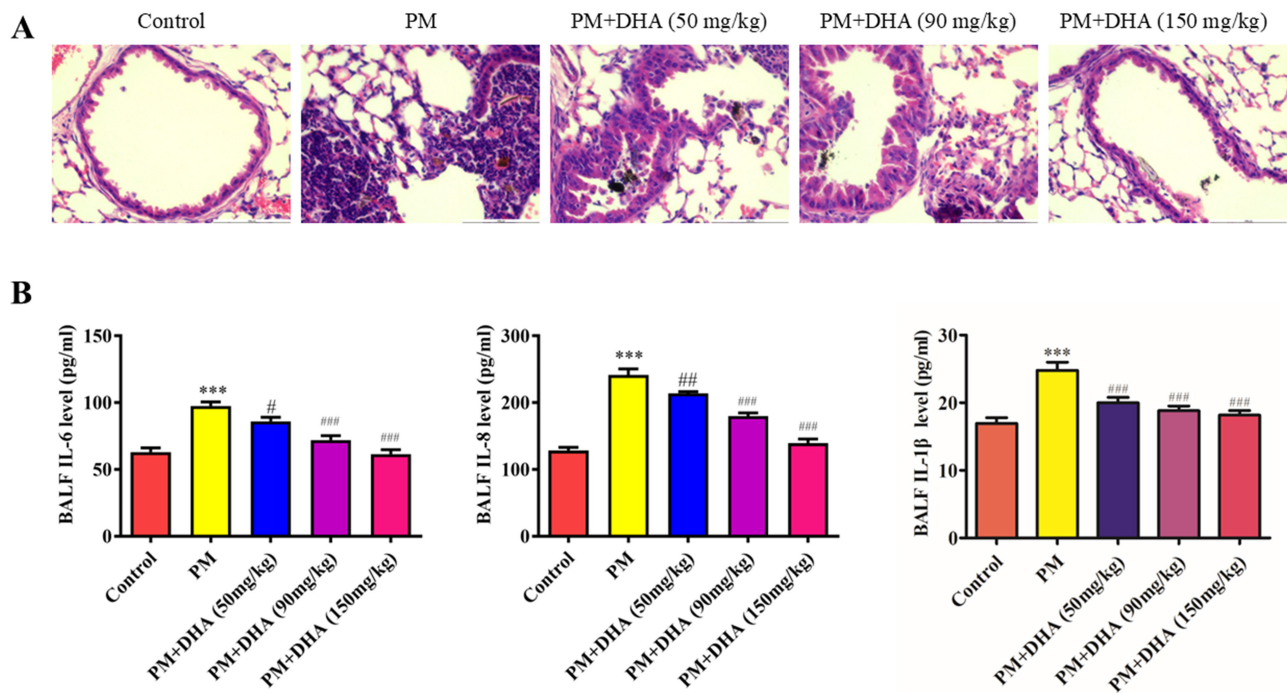 A
Control
PM
PM+DHA (50 mg/kg)
PM+DHA (90 mg/kg)
PM+DHA (150 mg/kg)
B
BALF IL-6 level (pg/ml)
150
100
50
0
***
#
###
###
Control
PM
PM+DHA (50mg/kg)
PM+DHA (90mg/kg)
PM+DHA (150mg/kg)
BALF IL-8 level (pg/ml)
300
200
100
0
***
##
###
###
Control
PM
PM+DHA (50mg/kg)
PM+DHA (90mg/kg)
PM+DHA (150mg/kg)
BALF IL-1β level (pg/ml)
30
20
10
0
***
###
###
###
Control
PM
PM+DHA (50mg/kg)
PM+DHA (90mg/kg)
PM+DHA (150mg/kg)